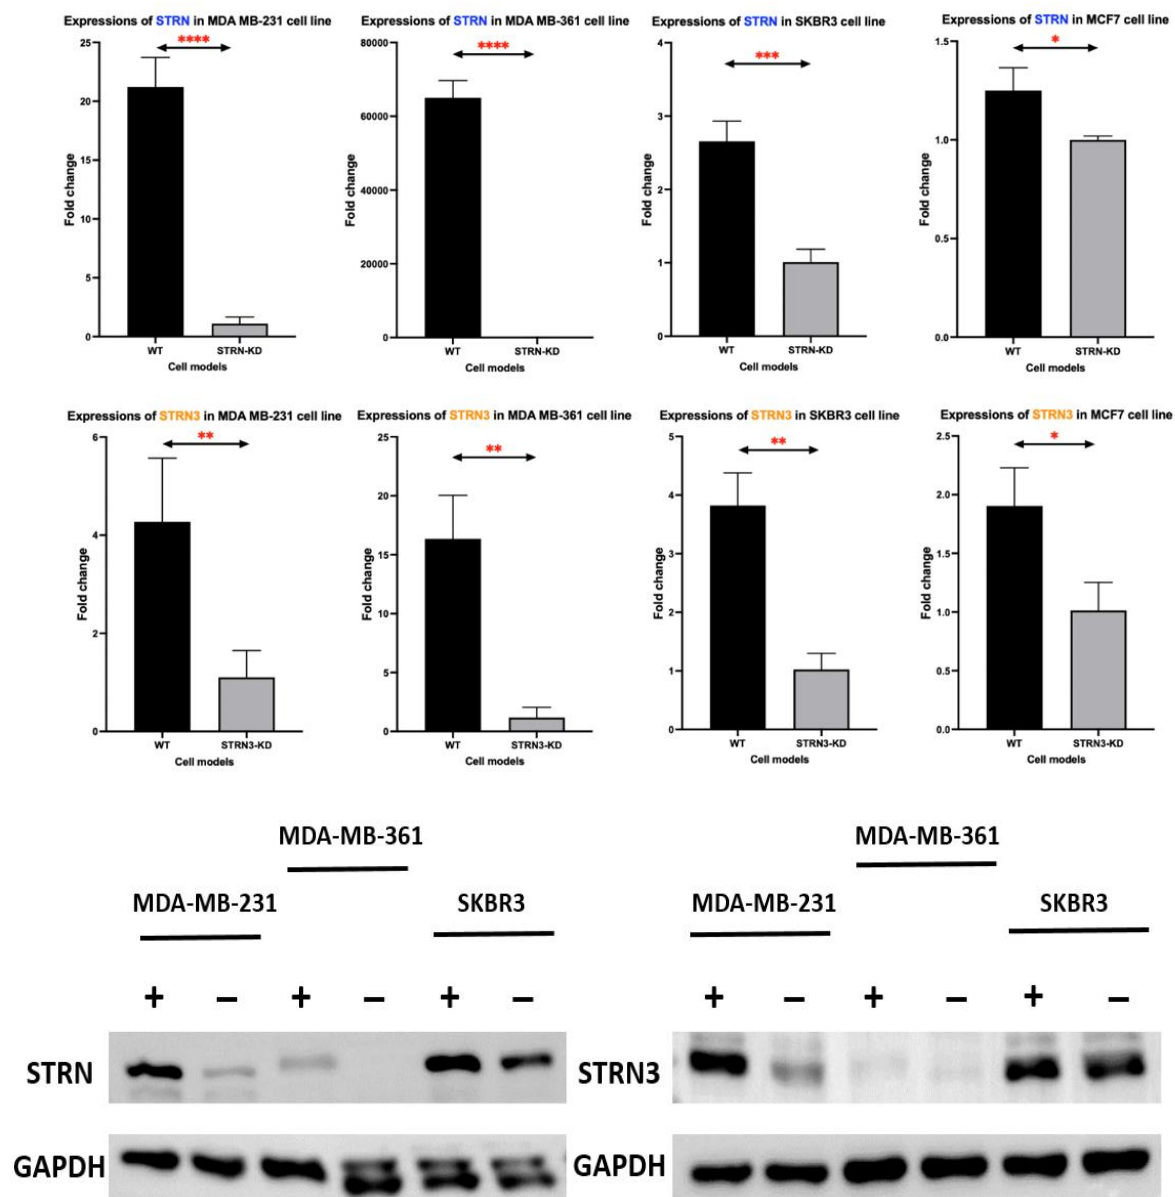 Expressions of STRN in MDA MB-231 cell line
****
Fold change
25
20
15
10
5
0
WT STRN-KD
Cell models
Expressions of STRN in MDA MB-361 cell line
****
Fold change
80000
60000
40000
20000
0
WT STRN-KD
Cell models
Expressions of STRN in SKBR3 cell line
***
Fold change
4
3
2
1
0
WT STRN-KD
Cell models
Expressions of STRN in MCF7 cell line
*
Fold change
1.5
1.0
0.5
0.0
WT STRN-KD
Cell models
Expressions of STRN3 in MDA MB-231 cell line
**
Fold change
6
4
2
0
WT STRN3-KD
Cell models
Expressions of STRN3 in MDA MB-361 cell line
**
Fold change
25
20
15
10
5
0
WT STRN3-KD
Cell models
Expressions of STRN3 in SKBR3 cell line
**
Fold change
5
4
3
2
1
0
WT STRN3-KD
Cell models
Expressions of STRN3 in MCF7 cell line
*
Fold change
2.5
2.0
1.5
1.0
0.5
0.0
WT STRN3-KD
Cell models
MDA-MB-361
MDA-MB-231 SKBR3
+ − + − + −
STRN
GAPDH
MDA-MB-361
MDA-MB-231 SKBR3
+ − + − + −
STRN3
GAPDH